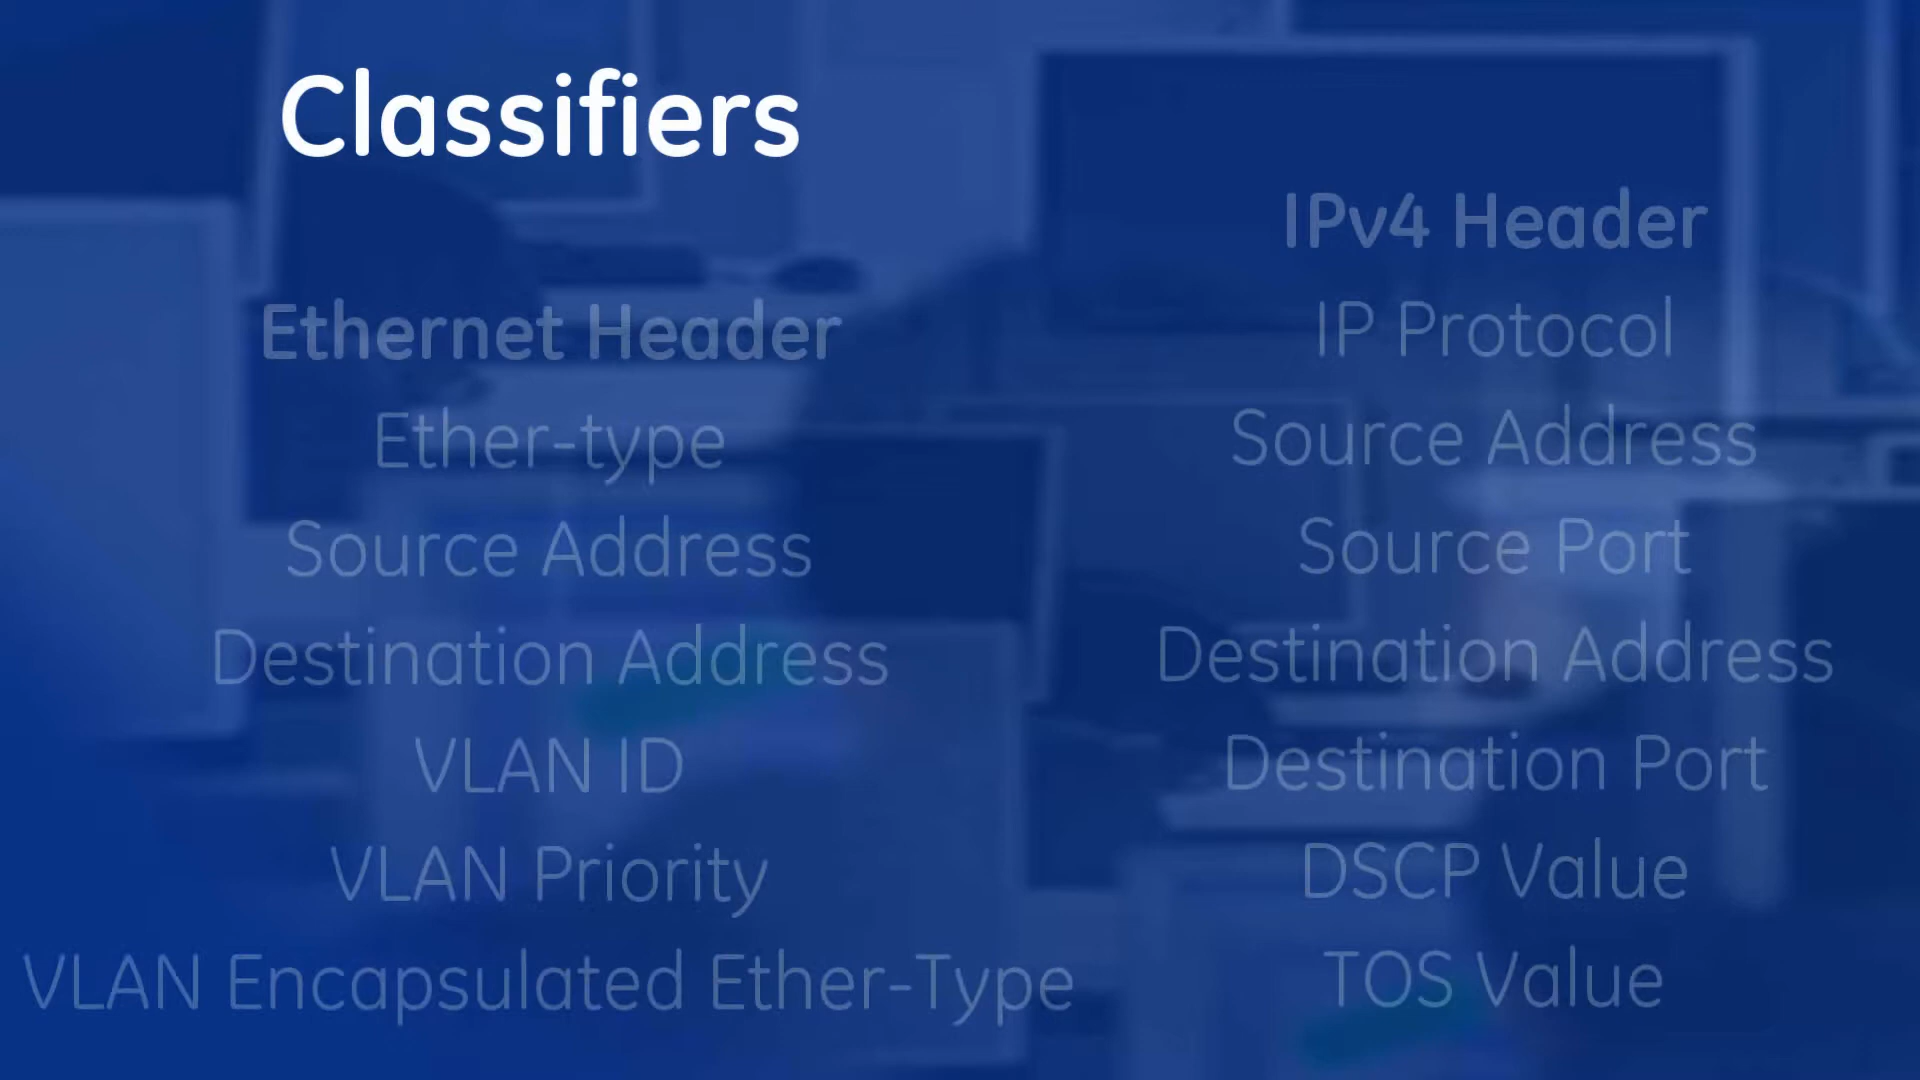 Classifiers
Ethernet Header
Ether-type
Source Address
Destination Address
VLAN ID
VLAN Priority
VLAN Encapsulated Ether-Type
IPv4 Header
IP Protocol
Source Address
Source Port
Destination Address
Destination Port
DSCP Value
TOS Value